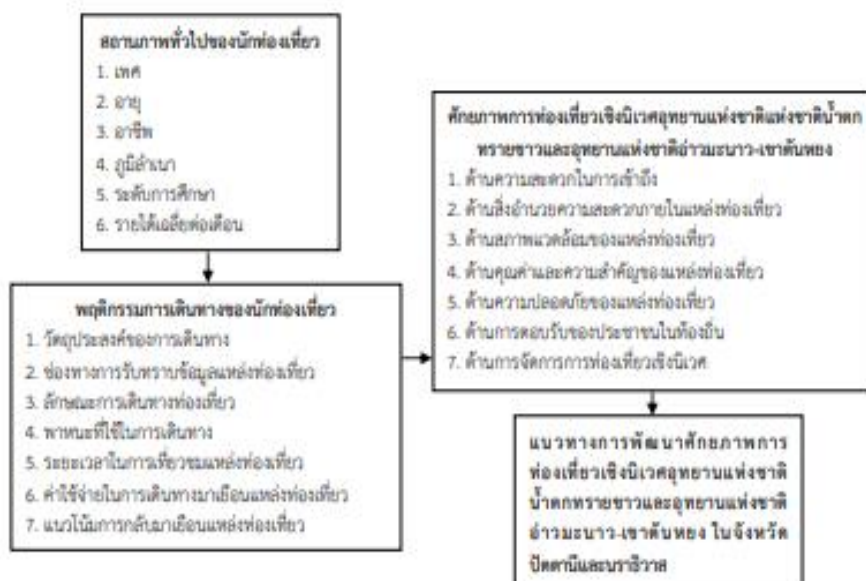 สถานภาพทั่วไปของนักท่องเที่ยว
1. เพศ
2. อายุ
3. อาชีพ
4. ภูมิลำเนา
5. ระดับการศึกษา
6. รายได้เฉลี่ยต่อเดือน
พฤติกรรมการเดินทางของนักท่องเที่ยว
1. วัตถุประสงค์ของการเดินทาง
2. ช่องทางการรับทราบข้อมูลแหล่งท่องเที่ยว
3. ลักษณะการเดินทางท่องเที่ยว
4. พาหนะที่ใช้ในการเดินทาง
5. ระยะเวลาในการเที่ยวชมแหล่งท่องเที่ยว
6. ค่าใช้จ่ายในการเดินทางมาเยือนแหล่งท่องเที่ยว
7. แนวโน้มการกลับมาเยือนแหล่งท่องเที่ยว
ศักยภาพการท่องเที่ยวเชิงนิเวศอุทยานแห่งชาติแห่งชาติน้ำตก
ทรายขาวและอุทยานแห่งชาติอ่าวมะนาว-เขาตันหยง
1. ด้านความสะดวกในการเข้าถึง
2. ด้านสิ่งอำนวยความสะดวกภายในแหล่งท่องเที่ยว
3. ด้านสภาพแวดล้อมของแหล่งท่องเที่ยว
4. ด้านคุณค่าและความสำคัญของแหล่งท่องเที่ยว
5. ด้านความปลอดภัยของแหล่งท่องเที่ยว
6. ด้านการตอบรับของประชาชนในท้องถิ่น
7. ด้านการจัดการการท่องเที่ยวเชิงนิเวศ
แนวทางการพัฒนาศักยภาพการ
ท่องเที่ยวเชิงนิเวศอุทยานแห่งชาติ
น้ำตกทรายขาวและอุทยานแห่งชาติ
อ่าวมะนาว-เขาตันหยง ในจังหวัด
ปัตตานีและนราธิวาส